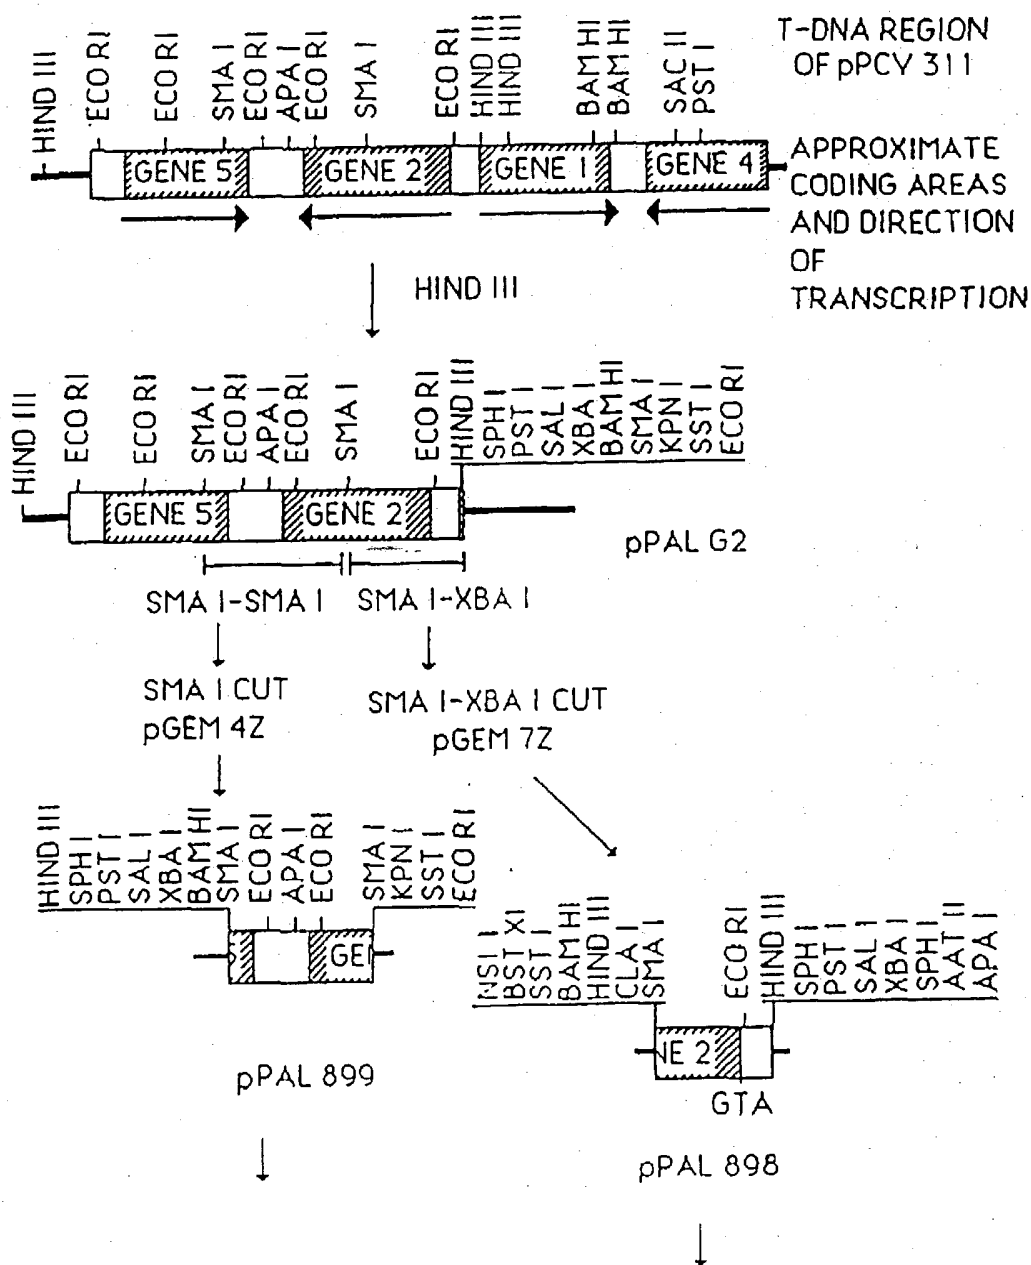 T-DNA REGION
OF pPCY 311
HIND III
ECO RI
ECO RI
SMA I
ECO RI
APA I
ECO RI
SMA I
ECO RI
HIND III
HIND III
BAM HI
BAM HI
SAC II
PST I
GENE 5
GENE 2
GENE 1
GENE 4
APPROXIMATE
CODING AREAS
AND DIRECTION
OF
TRANSCRIPTION
HIND III
HIND III
ECO RI
ECO RI
SMA I
ECO RI
APA I
ECO RI
SMA I
ECO RI
HIND III
SPH I
PST I
SAL I
XBA I
BAM HI
SMA I
KPN I
SST I
ECO RI
GENE 5
GENE 2
pPAL G2
SMA I-SMA I
SMA I-XBA I
SMA I CUT
pGEM 4Z
SMA I-XBA I CUT
pGEM 7Z
HIND III
SPH I
PST I
SAL I
XBA I
BAM HI
SMA I
ECO RI
APA I
ECO RI
SMA I
KPN I
SST I
ECO RI
GE
pPAL 899
NSI I
BST XI
SST I
BAM HI
HIND III
CLA I
SMA I
ECO RI
HIND III
SPH I
PST I
SAL I
XBA I
SPH I
AAT II
APA I
NE 2
GTA
pPAL 898